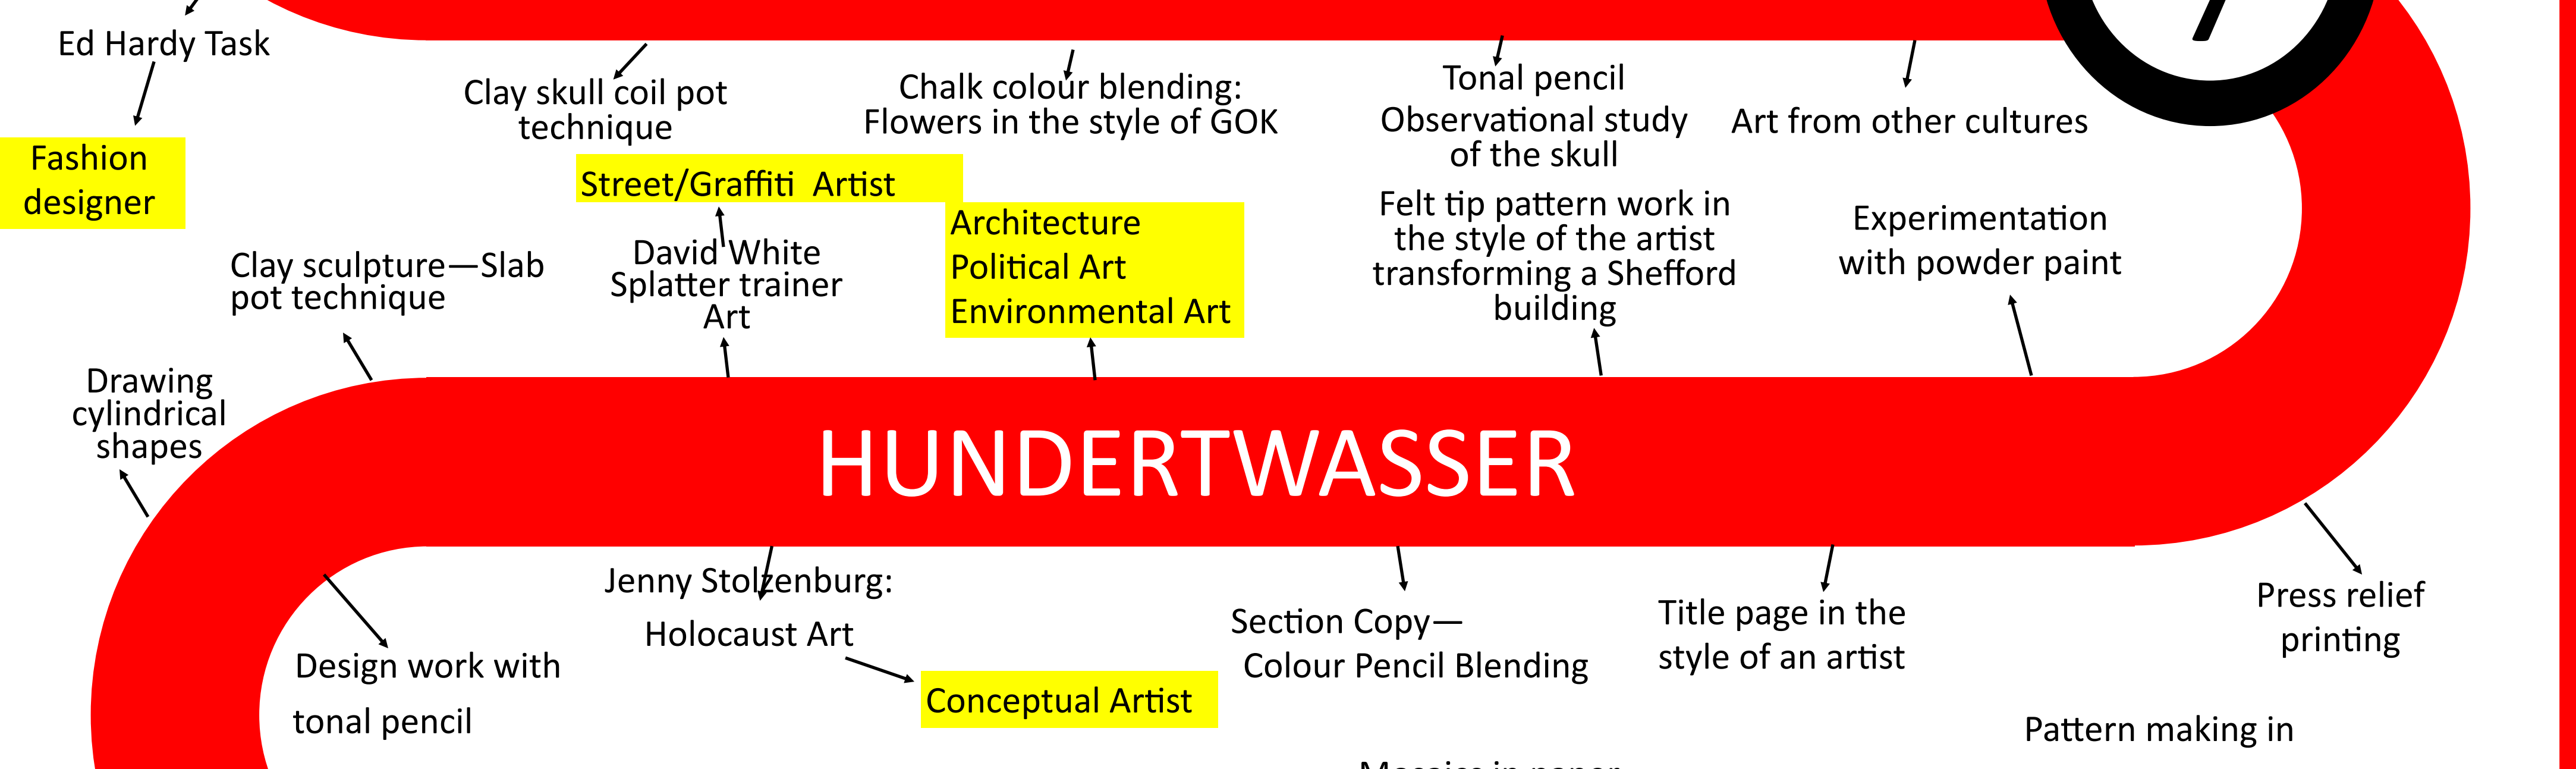 7
Ed Hardy Task
Fashion
designer
Clay skull coil pot
technique
Chalk colour blending:
Flowers in the style of GOK
Tonal pencil
Observational study
of the skull
Art from other cultures
Street/Graffiti Artist
David White
Splatter trainer
Art
Architecture
Political Art
Environmental Art
Felt tip pattern work in
the style of the artist
transforming a Shefford
building
Experimentation
with powder paint
Clay sculpture—Slab
pot technique
Drawing
cylindrical
shapes
HUNDERTWASSER
Design work with
tonal pencil
Jenny Stolzenburg:
Holocaust Art
Conceptual Artist
Section Copy—
Colour Pencil Blending
Title page in the
style of an artist
Press relief
printing
Pattern making in